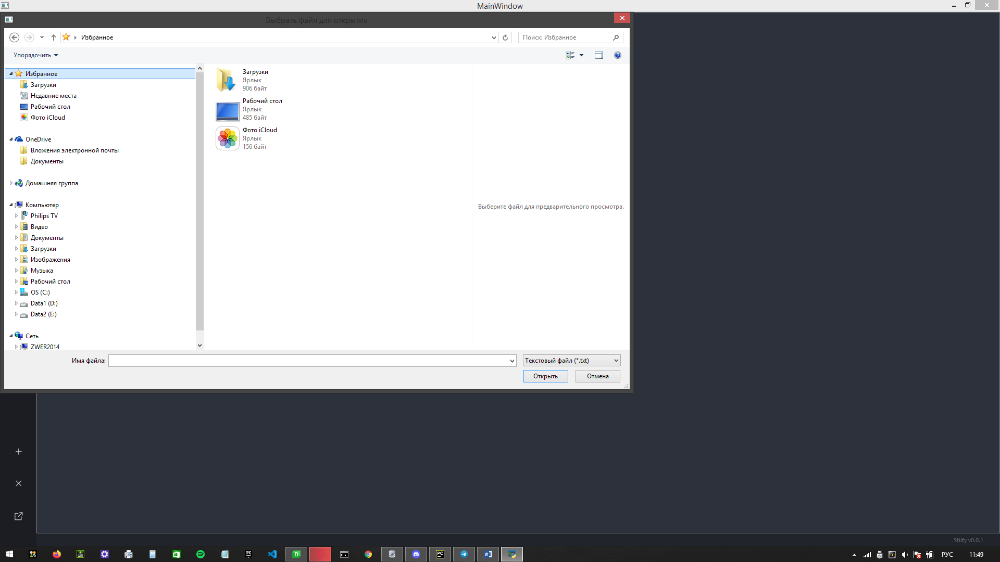 MainWindow
Выбрать файл для открытия
Избранное
Поиск: Избранное
Упорядочить
Избранное
Загрузки
Недавние места
Рабочий стол
Фото iCloud
OneDrive
Вложения электронной почты
Документы
Домашняя группа
Компьютер
Philips TV
Видео
Документы
Загрузки
Изображения
Музыка
Рабочий стол
OS (C:)
Data1 (D:)
Data2 (E:)
Сеть
ZWER2014
Загрузки
Ярлык
906 байт
Рабочий стол
Ярлык
485 байт
Фото iCloud
Ярлык
156 байт
Выберите файл для предварительного просмотра.
Имя файла:
Текстовый файл (*.txt)
Открыть
Отмена
Stiify v0.0.1
EPIC
D
C:\.
PC
W
РУС
11:49